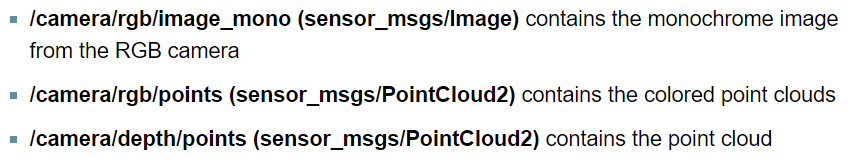 /camera/rgb/image_mono (sensor_msgs/Image) contains the monochrome image
from the RGB camera
/camera/rgb/points (sensor_msgs/PointCloud2) contains the colored point clouds
/camera/depth/points (sensor_msgs/PointCloud2) contains the point cloud